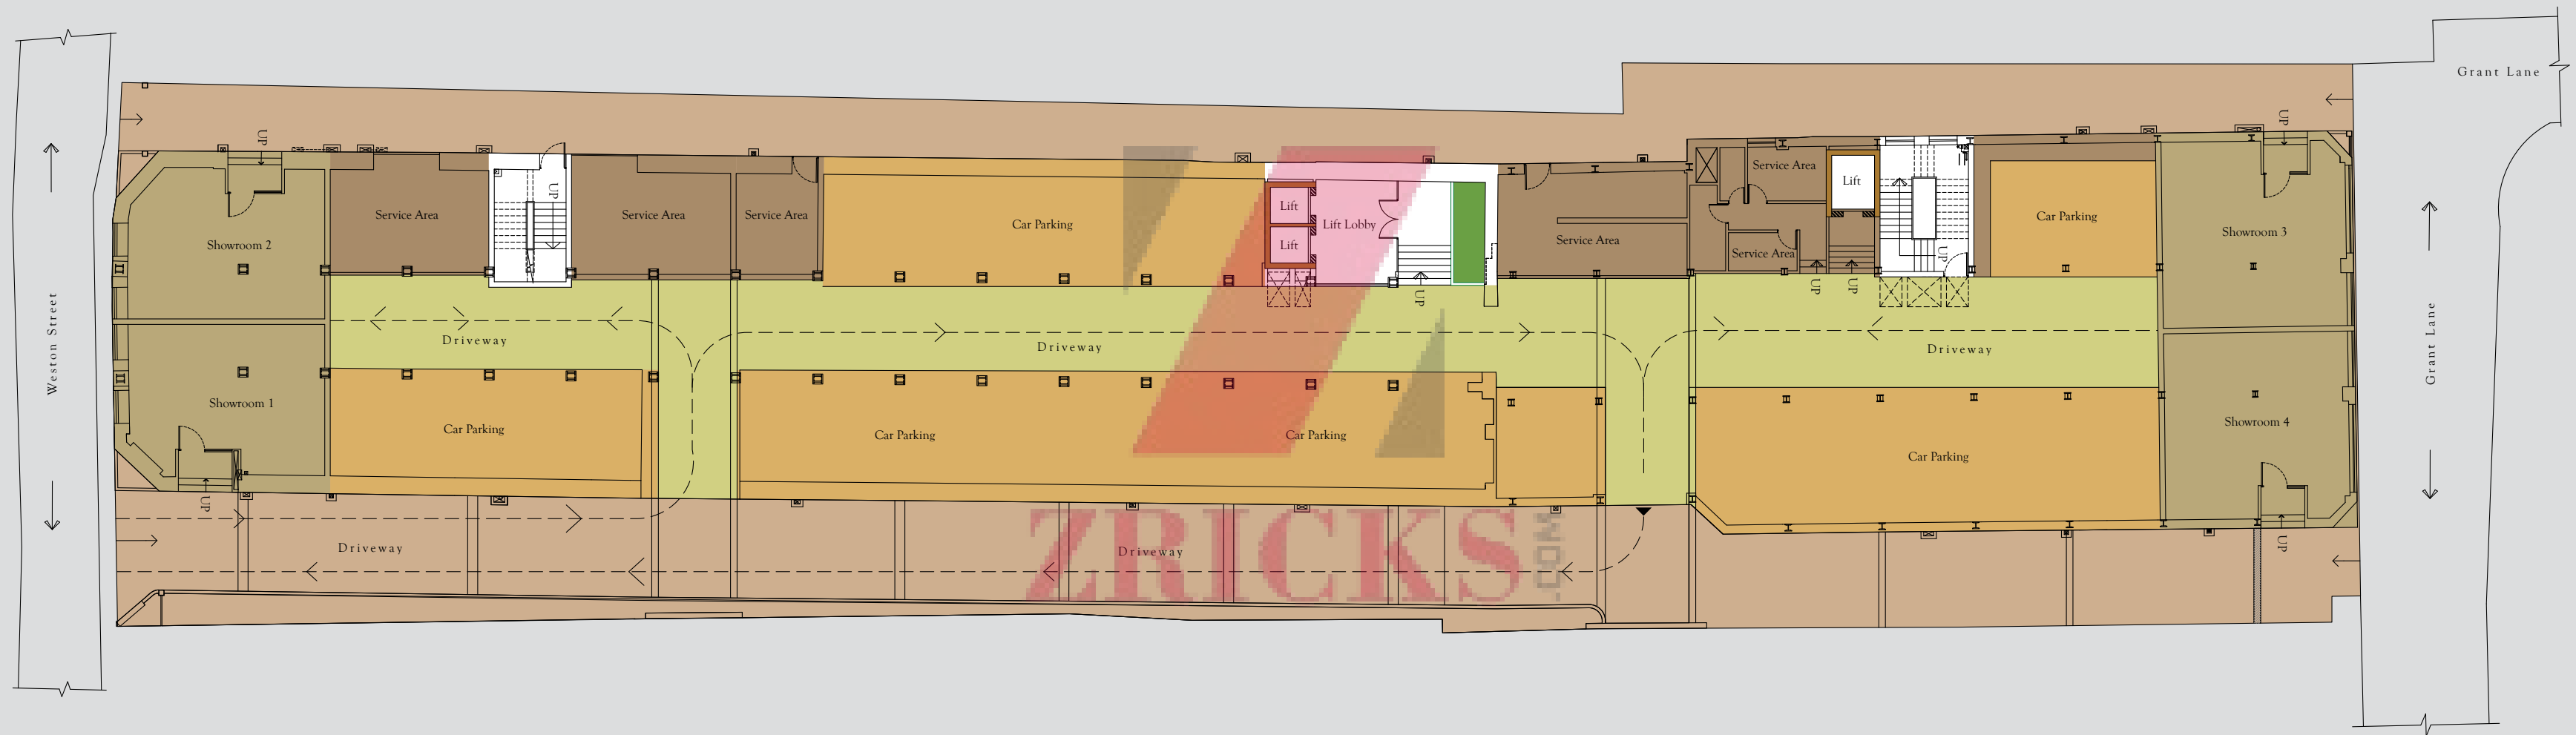 Grant Lane
UP
UP
Service Area
Service Area
Service Area
Service Area
Lift
UP
UP
Lift
Lift Lobby
Car Parking
Car Parking
Showroom 2
Showroom 3
Lift
Service Area
Service Area
UP
UP
UP
UP
Weston Street
Grant Lane
Driveway
Driveway
Driveway
Showroom 1
Showroom 4
Car Parking
Car Parking
Car Parking
Car Parking
UP
UP
Driveway
Driveway
ZRICKS